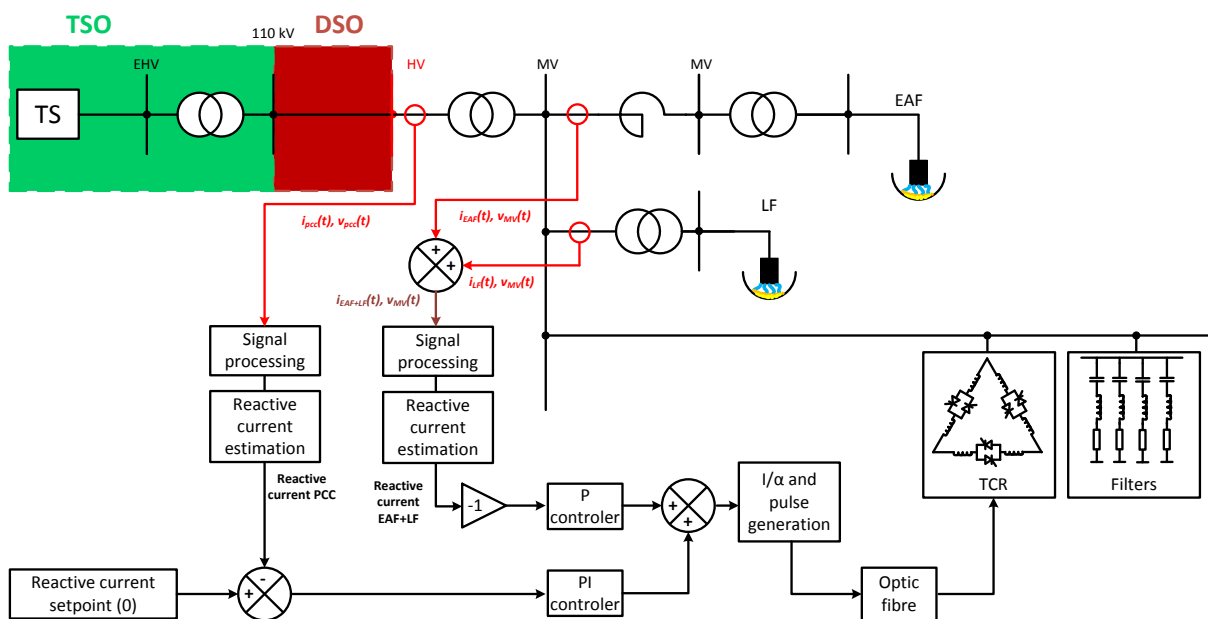 TSO
DSO
110 kV
EHV
HV
MV
MV
TS
EAF
LF
i_pcc(t), v_pcc(t)
i_EAF(t), v_MV(t)
+
+
i_LF(t), v_MV(t)
i_EAF+LF(t), v_MV(t)
Signal
processing
Signal
processing
Reactive
current
estimation
Reactive
current
estimation
Reactive
current PCC
Reactive
current
EAF+LF
-1
P
controler
+
+
I/α and
pulse
generation
TCR
Filters
Reactive current
setpoint (0)
-
+
PI
controler
Optic
fibre